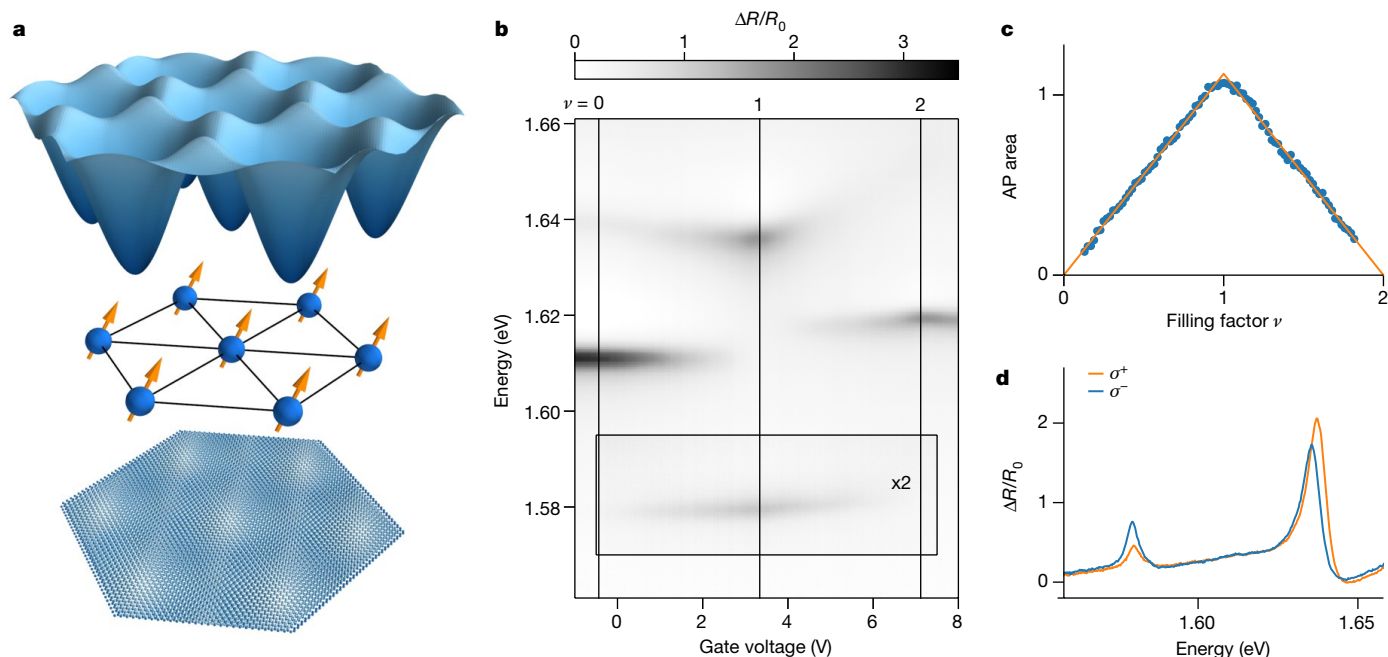 a
b
ΔR/R0
0 1 2 3
ν = 0 1 2
1.66
1.64
1.62
1.60
1.58
Energy (eV)
x2
0 2 4 6 8
Gate voltage (V)
c
AP area
1
0
0 1 2
Filling factor ν
d
σ+
σ−
ΔR/R0
2
1
0
1.60 1.65
Energy (eV)